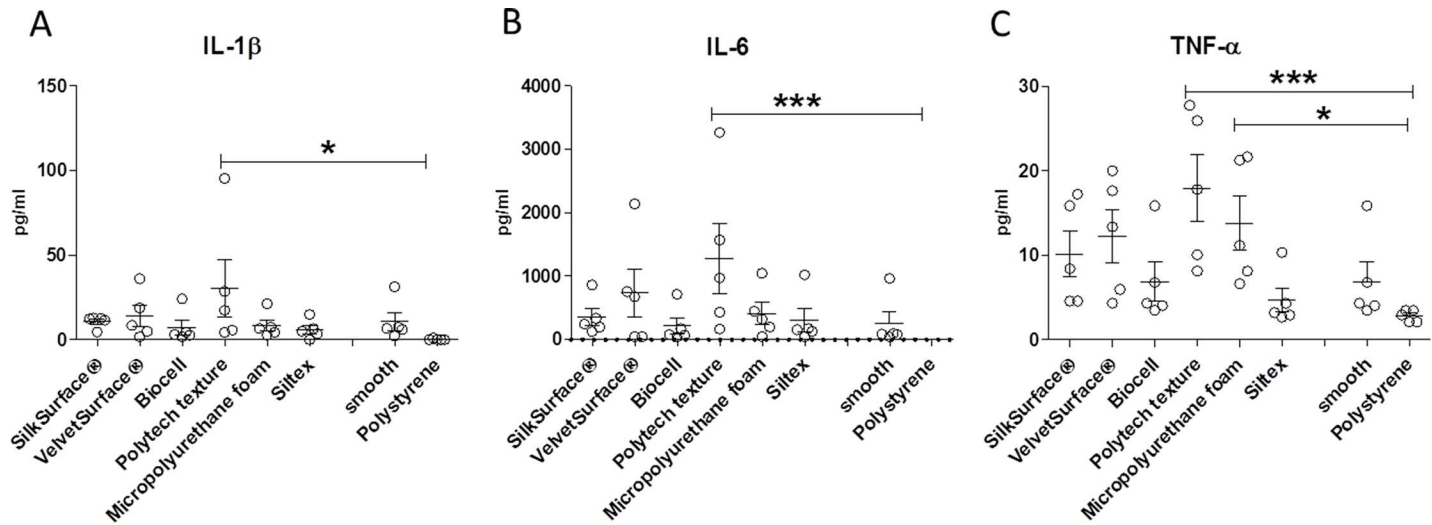 A
IL-1β
pg/ml
150
100
50
0
*
SilkSurface®
VelvetSurface®
Biocell
Polytech texture
Micropolyurethane foam
Siltex
smooth
Polystyrene
B
IL-6
pg/ml
4000
3000
2000
1000
0
***
SilkSurface®
VelvetSurface®
Biocell
Polytech texture
Micropolyurethane foam
Siltex
smooth
Polystyrene
C
TNF-α
pg/ml
30
20
10
0
***
*
SilkSurface®
VelvetSurface®
Biocell
Polytech texture
Micropolyurethane foam
Siltex
smooth
Polystyrene